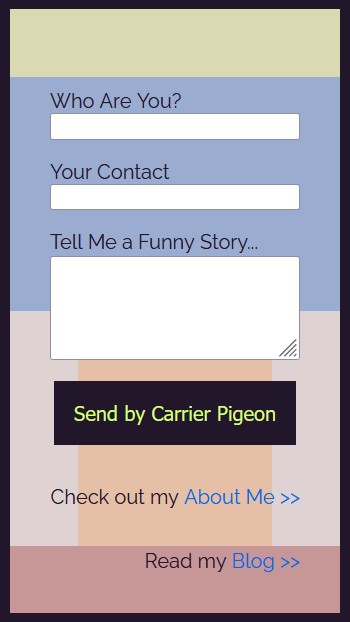 Who Are You?
Your Contact
Tell Me a Funny Story...
Send by Carrier Pigeon
Check out my About Me >>
Read my Blog >>